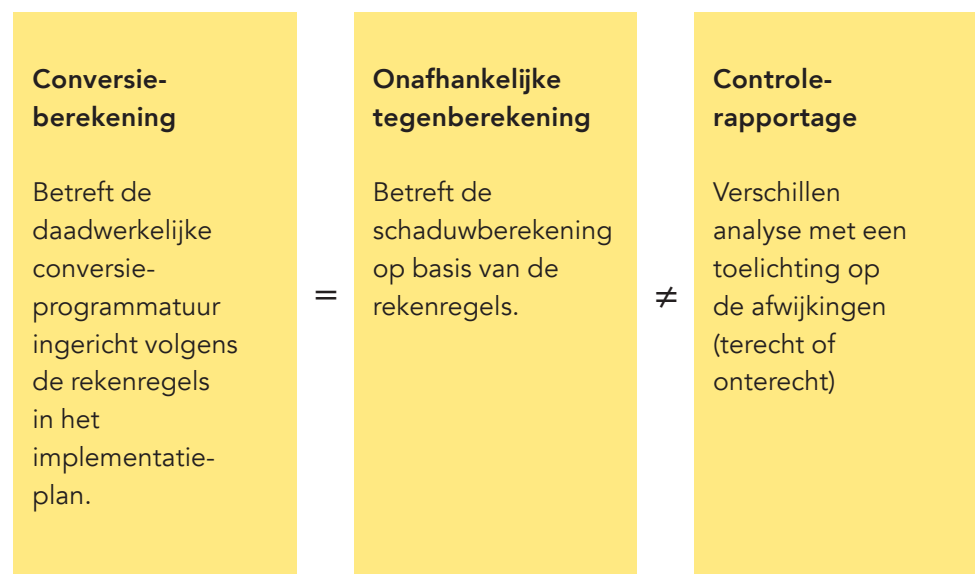 Conversie-
berekening
Betreft de
daadwerkelijke
conversie-
programmatuur
ingericht volgens
de rekenregels
in het
implementatie-
plan.
=
Onafhankelijke
tegenberekening
Betreft de
schaduwberekening
op basis van de
rekenregels.
≠
Controle-
rapportage
Verschillen
analyse met een
toelichting op
de afwijkingen
(terecht of
onterecht)